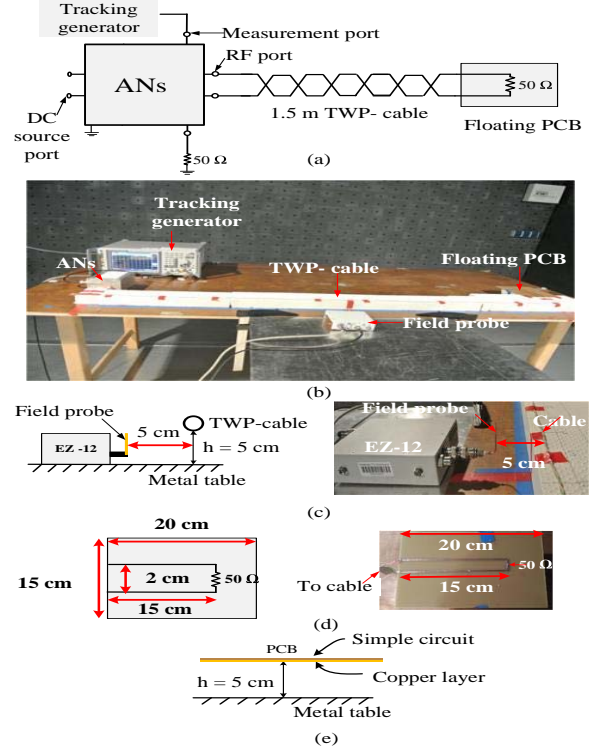 Tracking
generator
Measurement port
RF port
ANs
50 Ω
1.5 m TWP- cable
DC
source
port
Floating PCB
50 Ω
(a)
Tracking
generator
ANs
TWP- cable
Floating PCB
Field probe
(b)
Field probe
5 cm
TWP-cable
EZ -12
h = 5 cm
Metal table
Field probe
Cable
EZ-12
5 cm
(c)
20 cm
15 cm
2 cm
50 Ω
15 cm
20 cm
50 Ω
To cable
15 cm
(d)
PCB
Simple circuit
Copper layer
h = 5 cm
Metal table
(e)